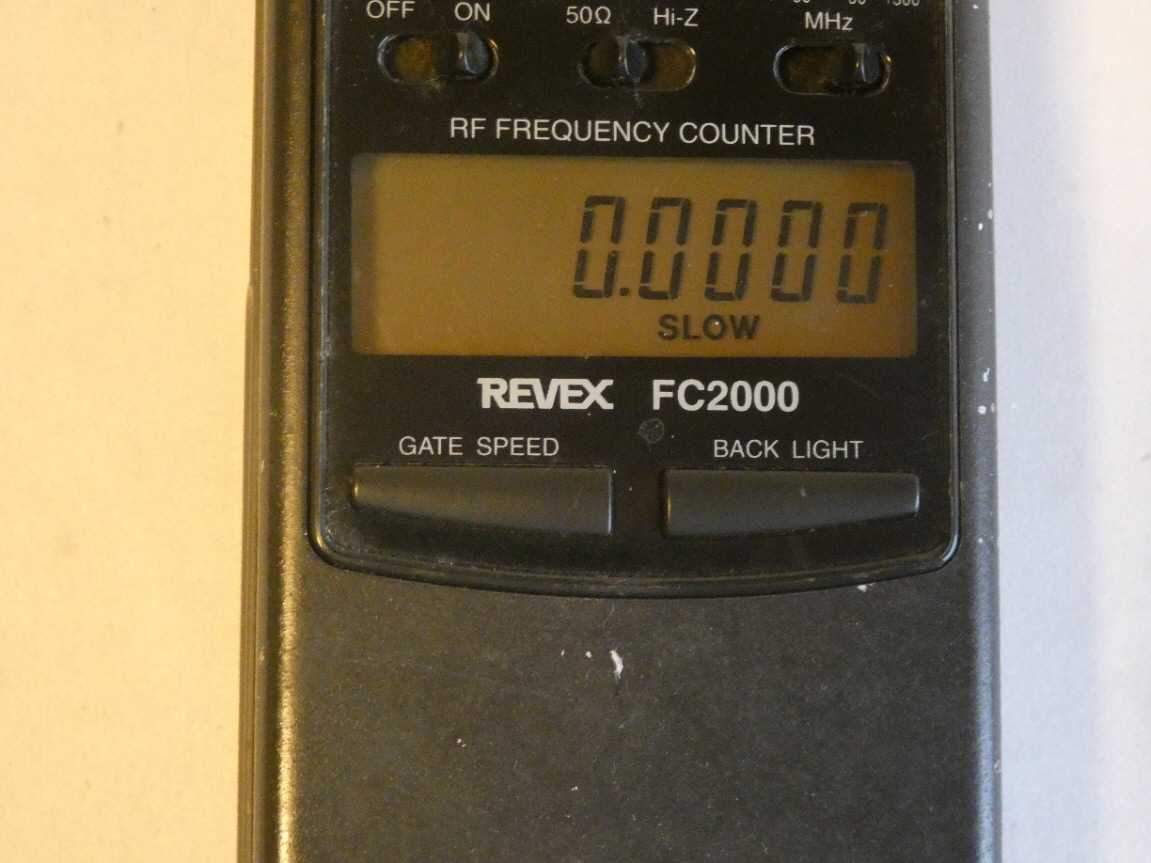 OFF ON 50Ω Hi-Z MHz
RF FREQUENCY COUNTER
0.0000
SLOW
REVEX FC2000
GATE SPEED BACK LIGHT